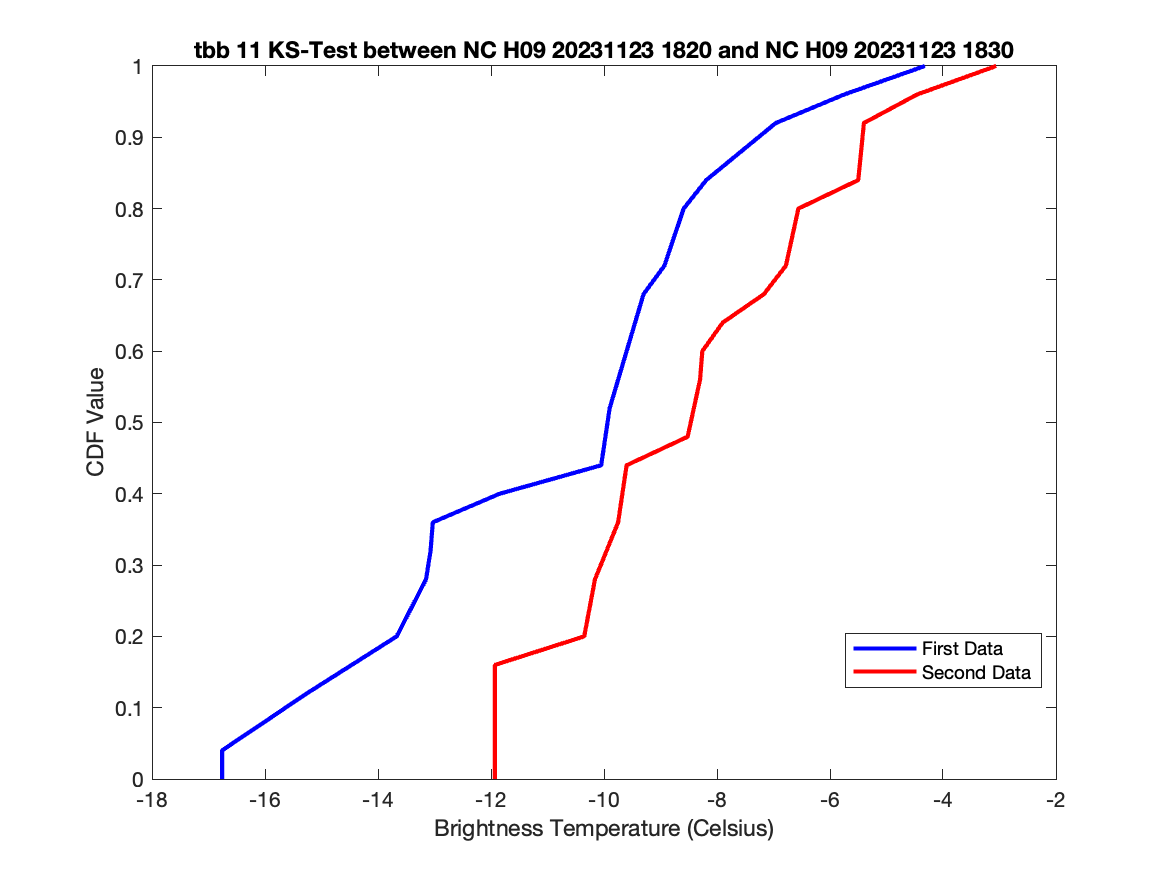 tbb 11 KS-Test between NC H09 20231123 1820 and NC H09 20231123 1830
1
0.9
0.8
0.7
0.6
0.5
0.4
0.3
0.2
0.1
0
CDF Value
First Data
Second Data
-18 -16 -14 -12 -10 -8 -6 -4 -2
Brightness Temperature (Celsius)